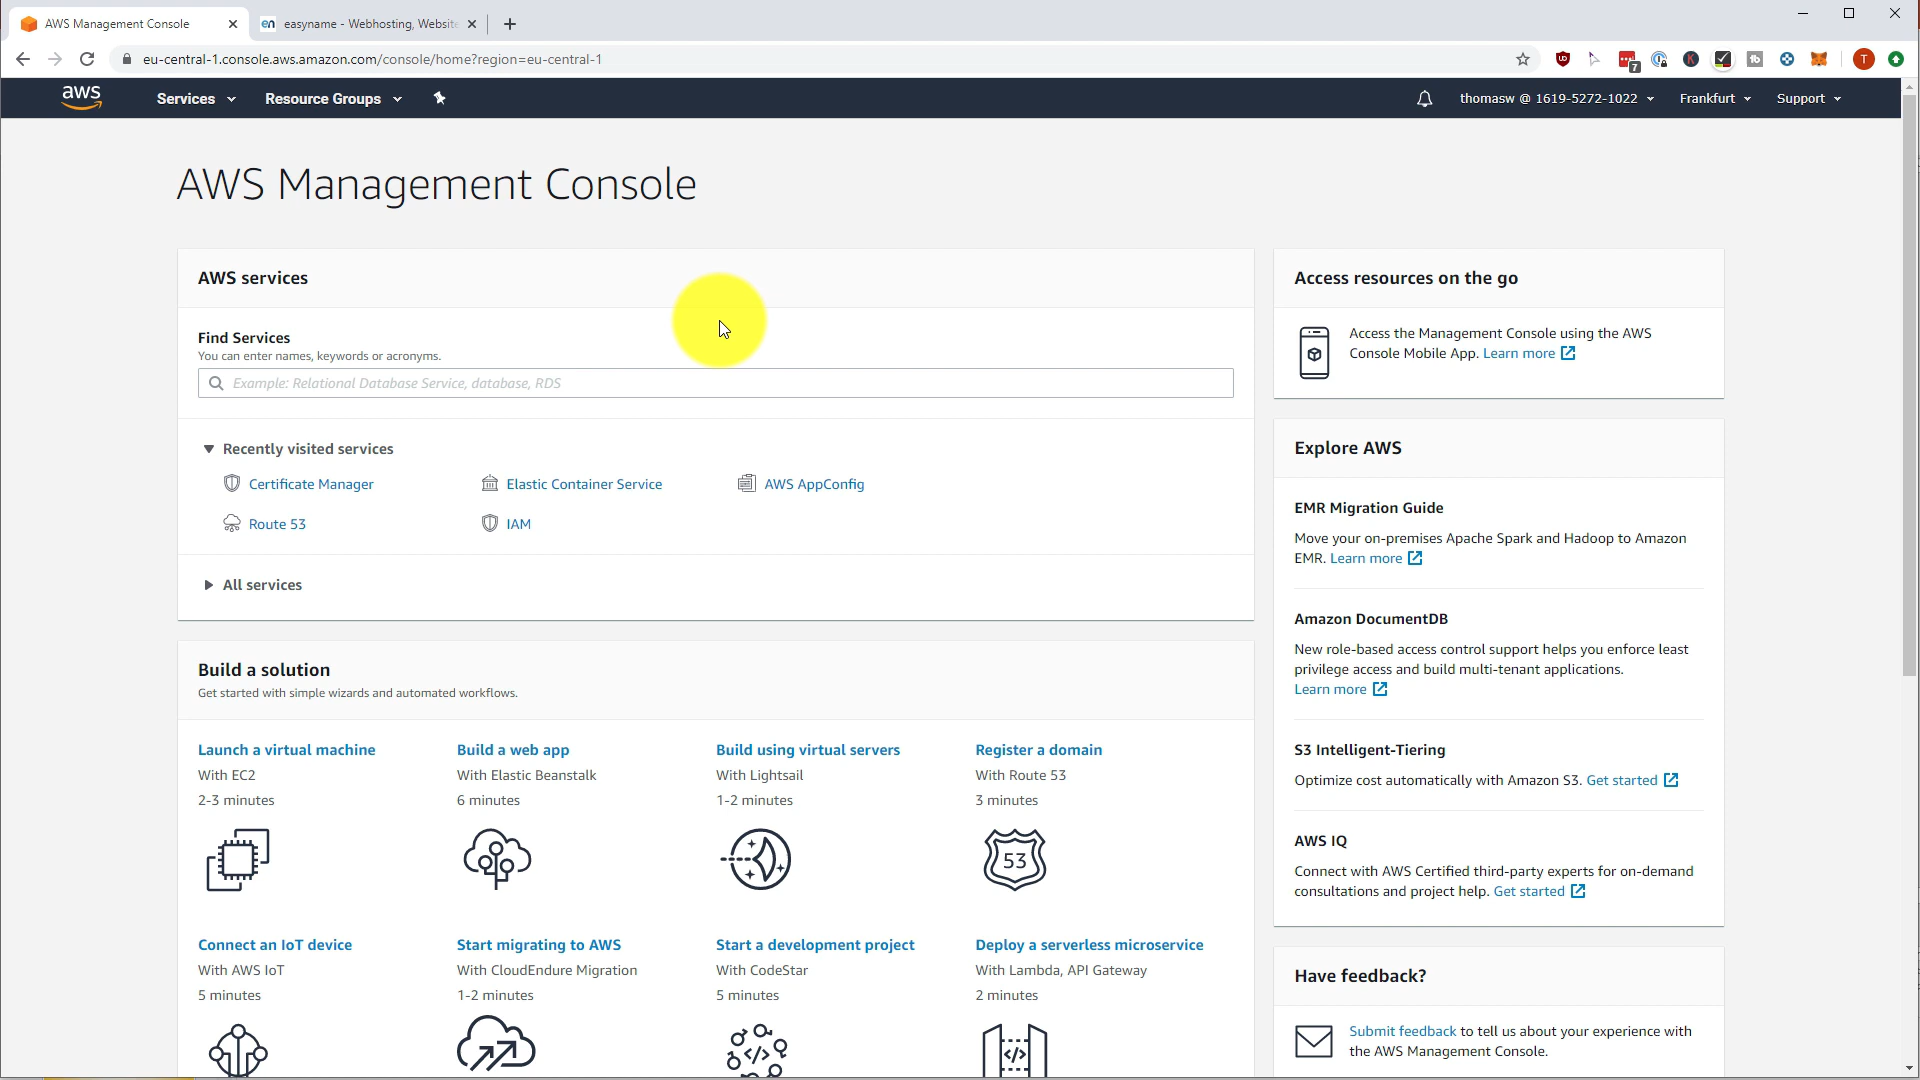 AWS Management Console
easyname - Webhosting, Website
eu-central-1.console.aws.amazon.com/console/home?region=eu-central-1
7
T
aws
Services
Resource Groups
thomasw @ 1619-5272-1022
Frankfurt
Support
AWS Management Console
AWS services
Find Services
You can enter names, keywords or acronyms.
Example: Relational Database Service, database, RDS
Recently visited services
Certificate Manager
Elastic Container Service
AWS AppConfig
Route 53
IAM
All services
Build a solution
Get started with simple wizards and automated workflows.
Launch a virtual machine
With EC2
2-3 minutes
Build a web app
With Elastic Beanstalk
6 minutes
Build using virtual servers
With Lightsail
1-2 minutes
Register a domain
With Route 53
3 minutes
53
Connect an IoT device
With AWS IoT
5 minutes
Start migrating to AWS
With CloudEndure Migration
1-2 minutes
Start a development project
With CodeStar
5 minutes
Deploy a serverless microservice
With Lambda, API Gateway
2 minutes
Access resources on the go
Access the Management Console using the AWS
Console Mobile App. Learn more
Explore AWS
EMR Migration Guide
Move your on-premises Apache Spark and Hadoop to Amazon
EMR. Learn more
Amazon DocumentDB
New role-based access control support helps you enforce least
privilege access and build multi-tenant applications.
Learn more
S3 Intelligent-Tiering
Optimize cost automatically with Amazon S3. Get started
AWS IQ
Connect with AWS Certified third-party experts for on-demand
consultations and project help. Get started
Have feedback?
Submit feedback to tell us about your experience with
the AWS Management Console.